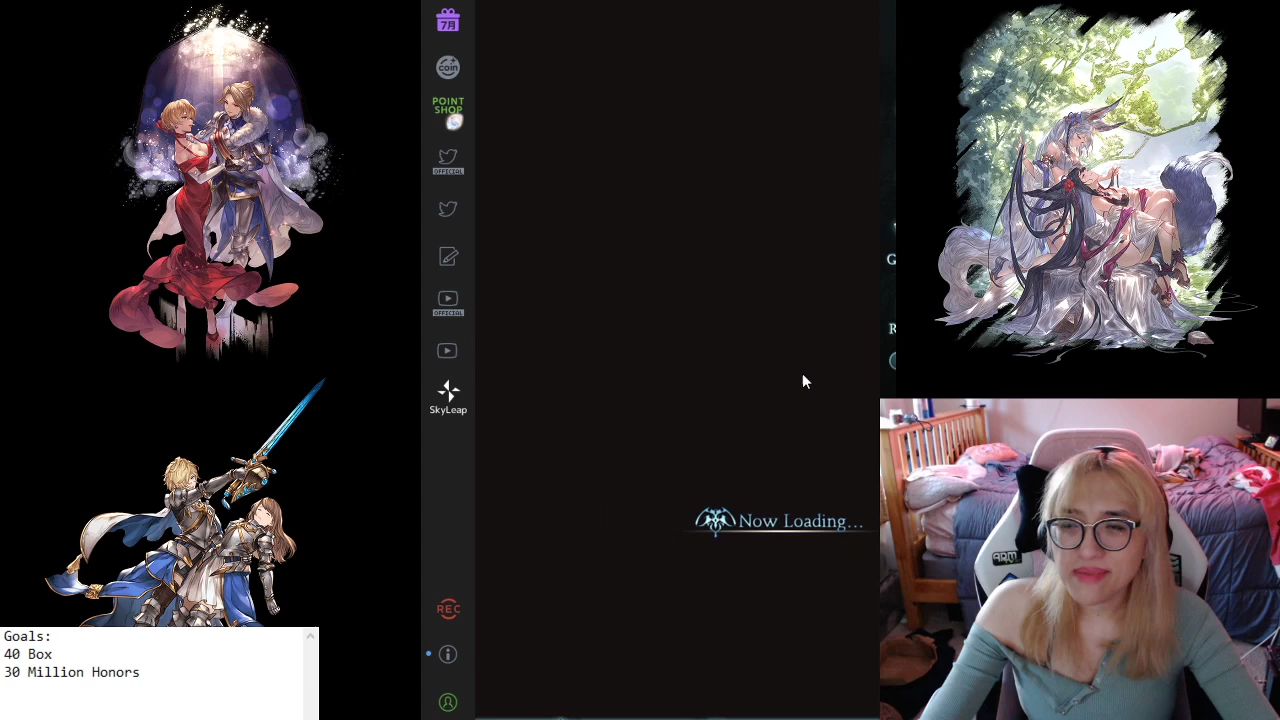 7月
coin
POINT
SHOP
OFFICIAL
OFFICIAL
SkyLeap
REC
Now Loading...
G
R
Goals:
40 Box
30 Million Honors